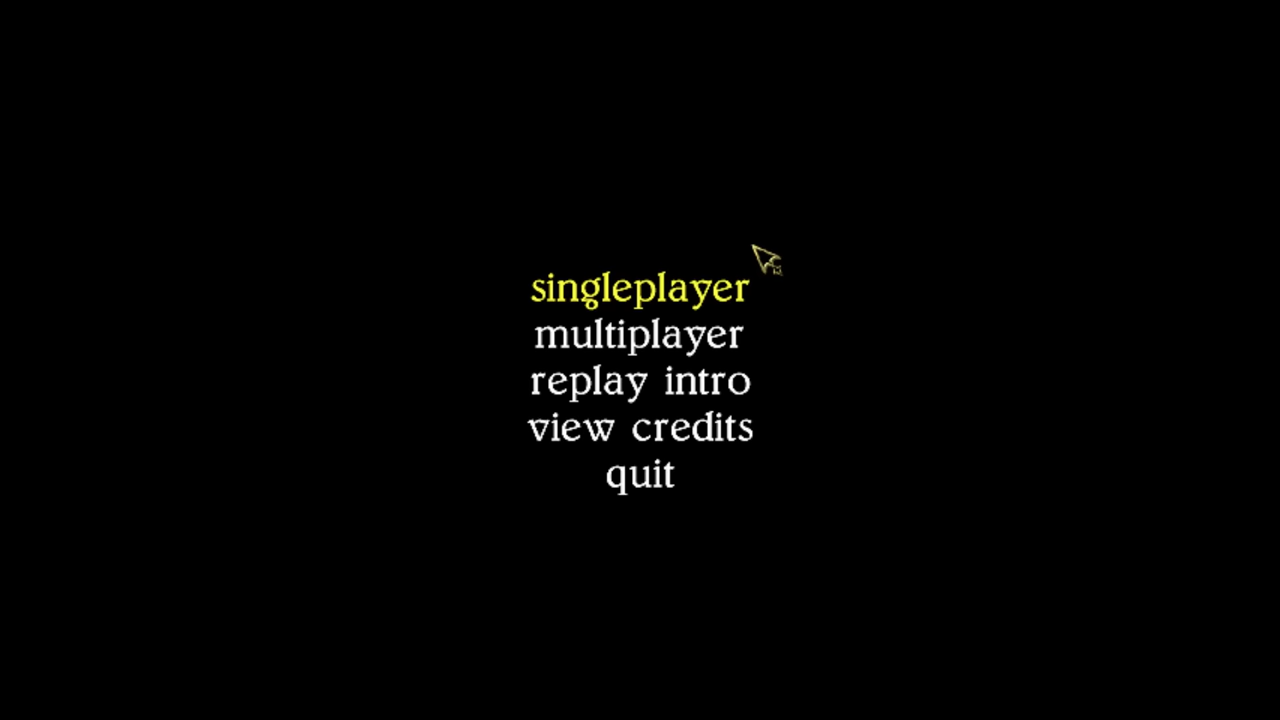 singleplayer
multiplayer
replay intro
view credits
quit